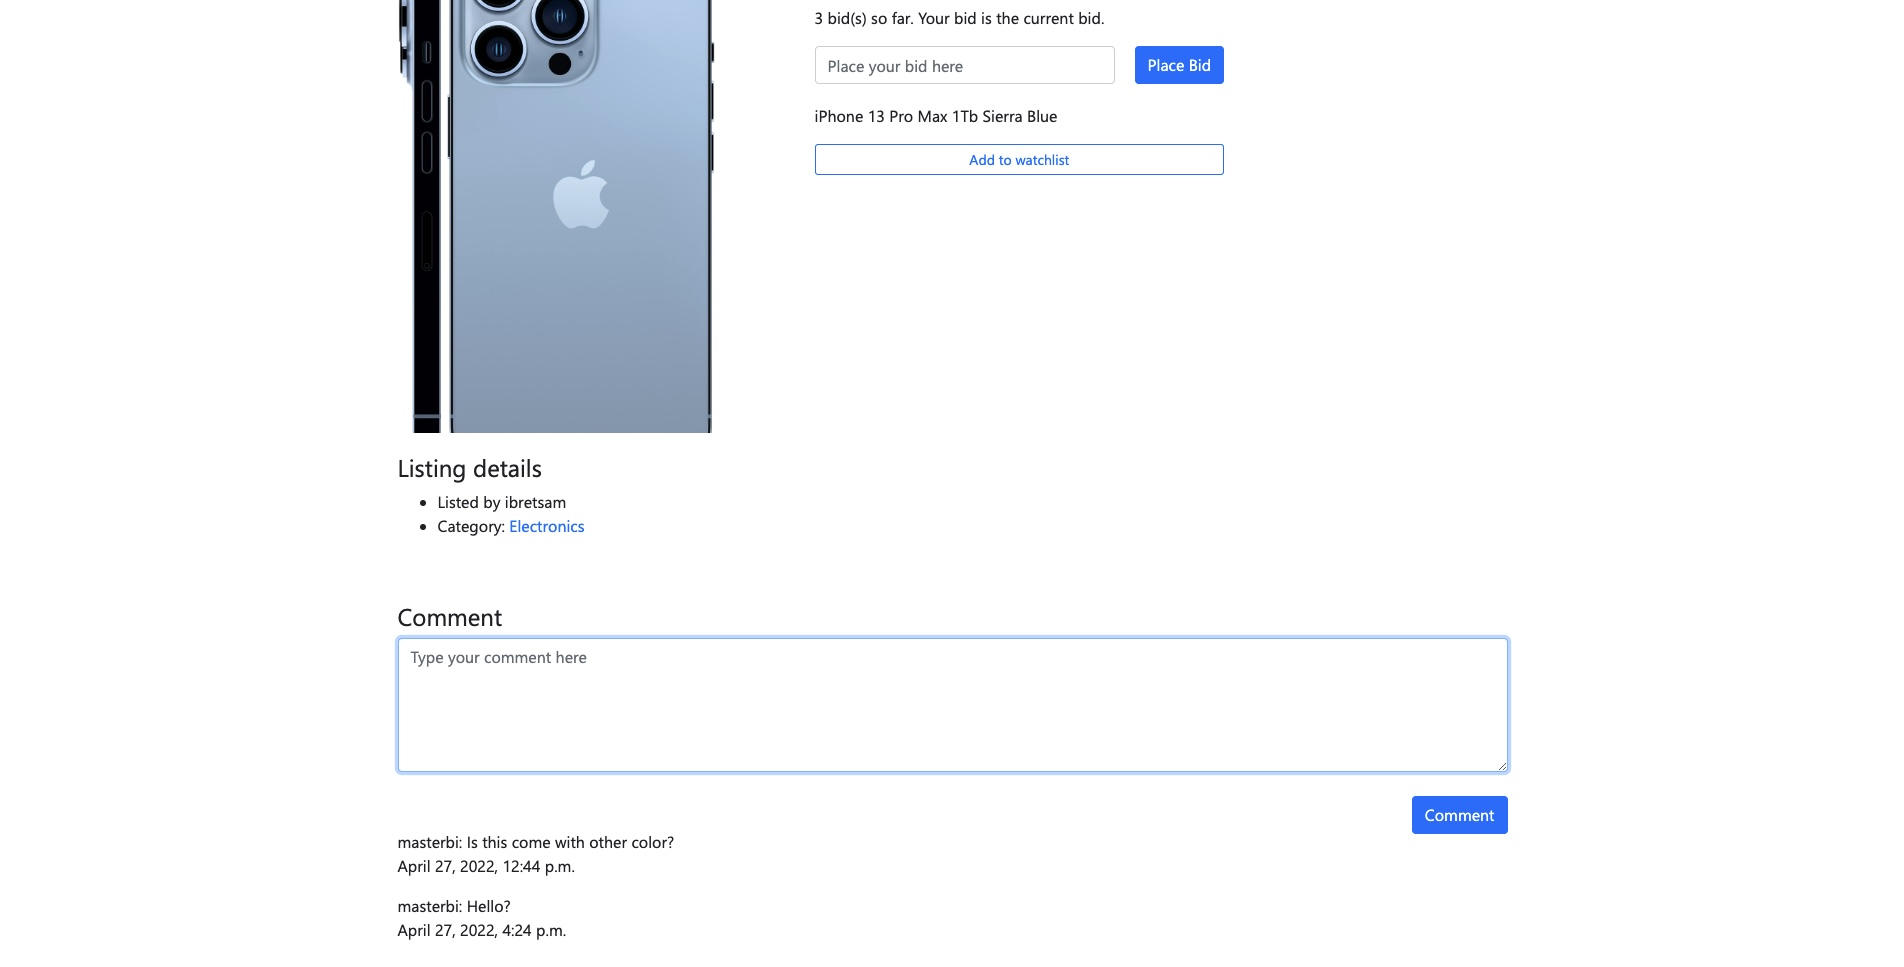 3 bid(s) so far. Your bid is the current bid.
Place your bid here
Place Bid
iPhone 13 Pro Max 1Tb Sierra Blue
Add to watchlist
Listing details
Listed by ibretsam
Category: Electronics
Comment
Type your comment here
Comment
masterbi: Is this come with other color?
April 27, 2022, 12:44 p.m.
masterbi: Hello?
April 27, 2022, 4:24 p.m.